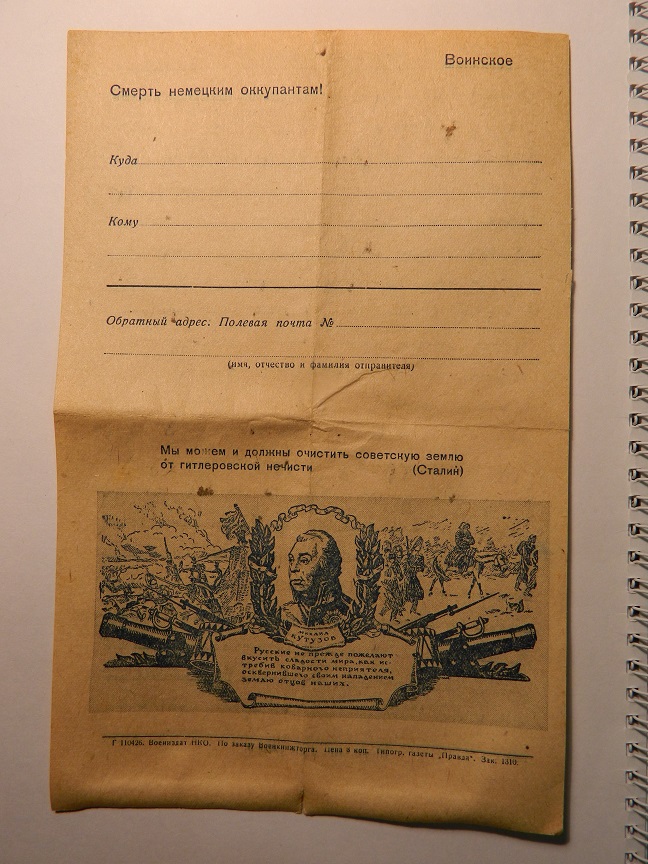 Воинское
Смерть немецким оккупантам!
Куда
Кому
Обратный адрес: Полевая почта №
(имя, отчество и фамилия отправителя)
Мы можем и должны очистить советскую землю
от гитлеровской нечисти (Сталин)
МИХАИЛ
КУТУЗОВ
Русские не прежде пожелают
вкусить сладость мира, как ис-
требив коварного неприятеля,
осквернившего своим нападением
землю отцов наших.
Г 110426. Воениздат НКО. По заказу Военкнижторга. Цена 8 коп. Типогр. газеты „Правда“. Зак. 1310.